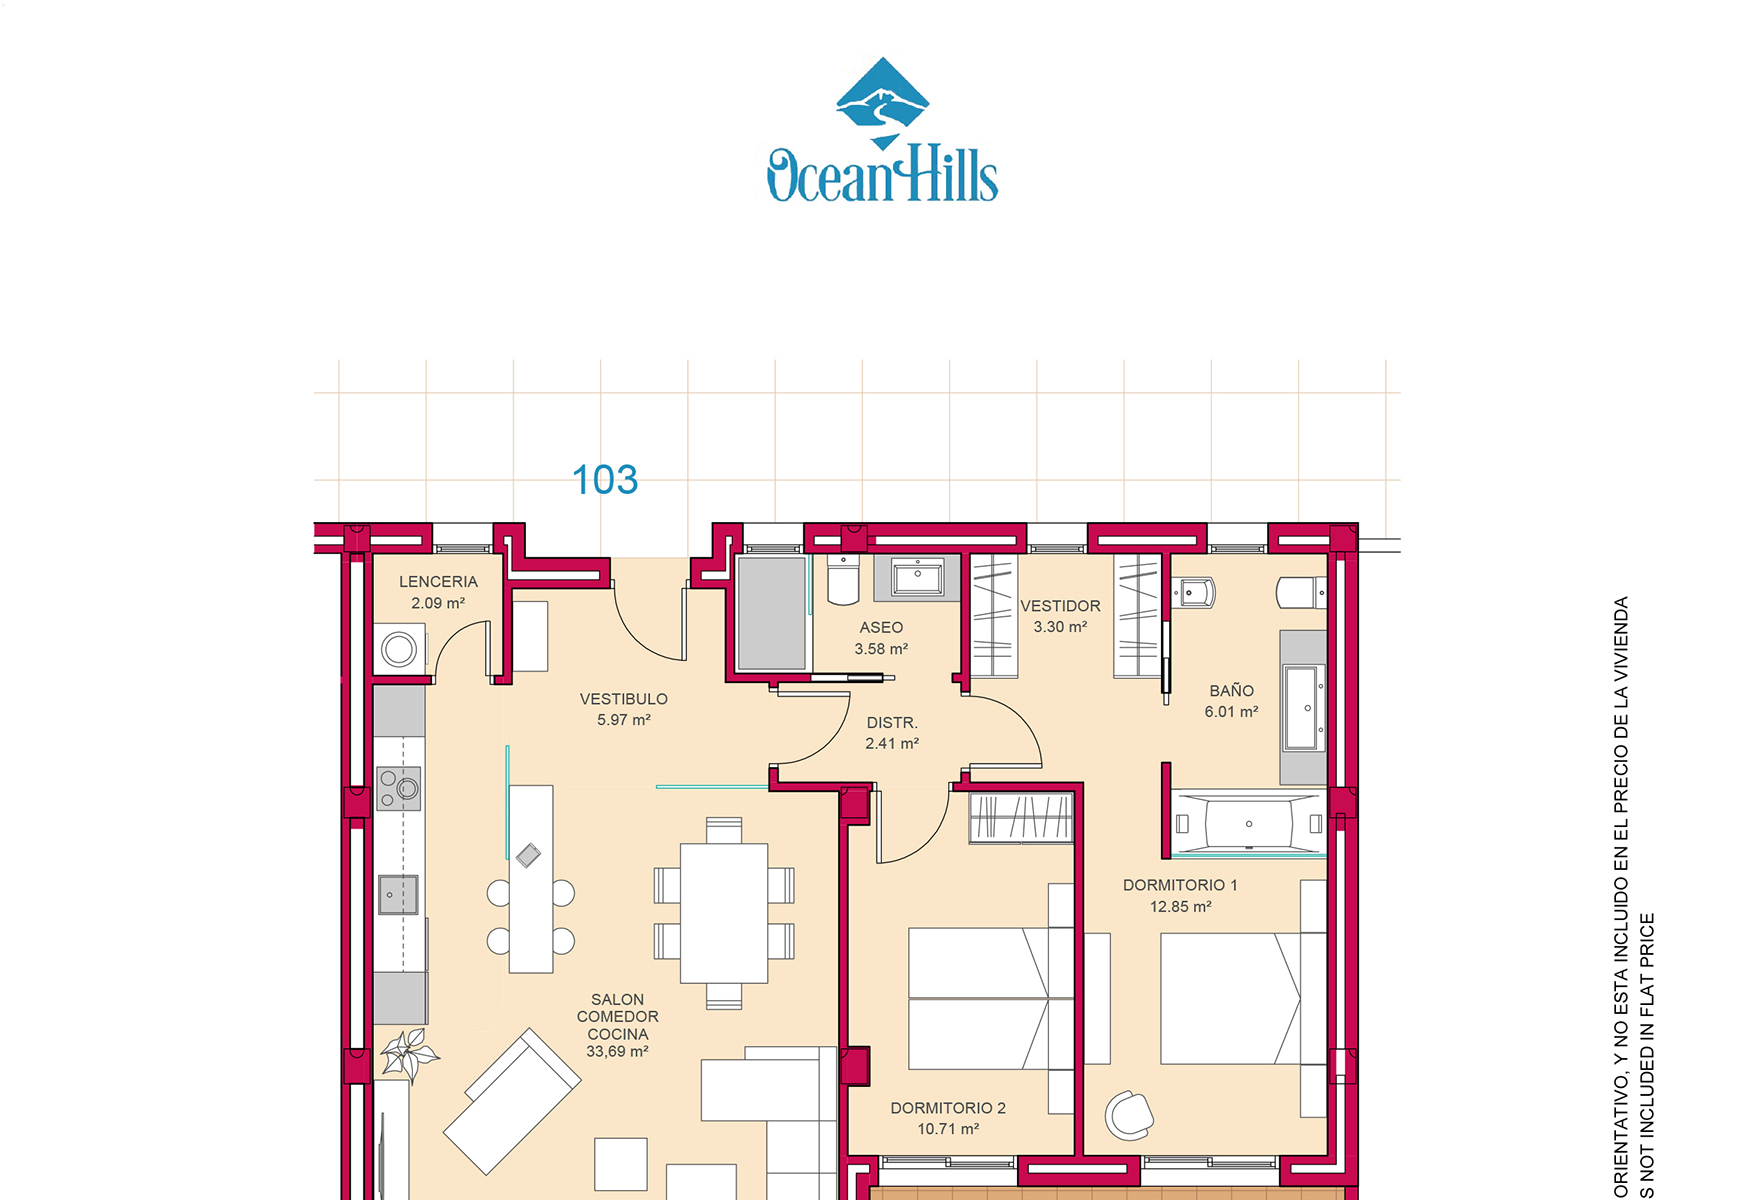 Ocean Hills
103
LENCERIA
2.09 m²
VESTIBULO
5.97 m²
ASEO
3.58 m²
DISTR.
2.41 m²
VESTIDOR
3.30 m²
BAÑO
6.01 m²
DORMITORIO 1
12.85 m²
SALON
COMEDOR
COCINA
33,69 m²
DORMITORIO 2
10.71 m²
ORIENTATIVO, Y NO ESTA INCLUIDO EN EL PRECIO DE LA VIVIENDA
S NOT INCLUDED IN FLAT PRICE